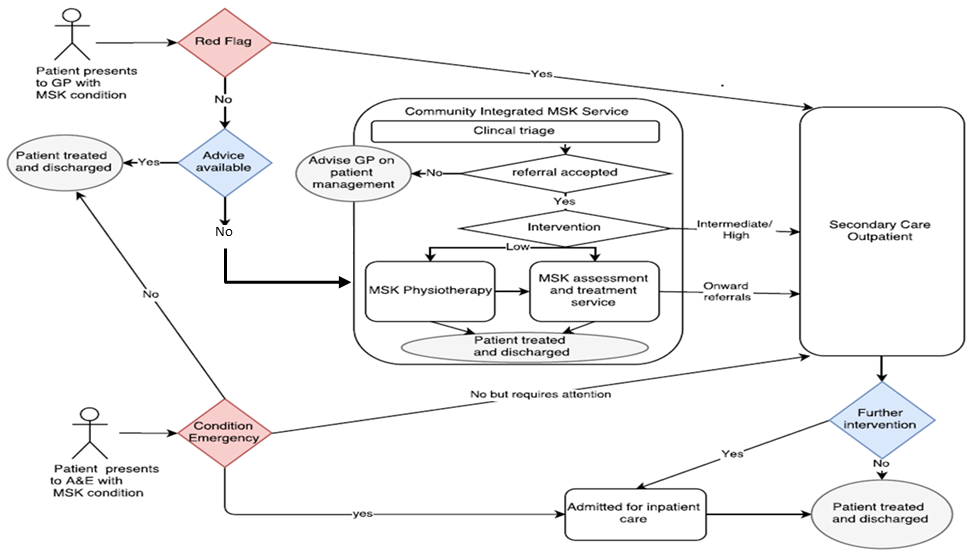 Red Flag
Patient presents
to GP with
MSK condition
Yes
No
Community Integrated MSK Service
Clincal triage
Patient treated
and discharged
Yes
Advice
available
Advise GP on
patient
management
No
referral accepted
Yes
No
Intervention
Intermediate/
High
Secondary Care
Outpatient
Low
MSK Physiotherapy
MSK assessment
and treatment
service
Onward
referrals
No
Patient treated
and discharged
No but requires attention
Condition
Emergency
Patient presents
to A&E with
MSK condition
Further
intervention
Yes
No
yes
Admitted for inpatient
care
Patient treated
and discharged